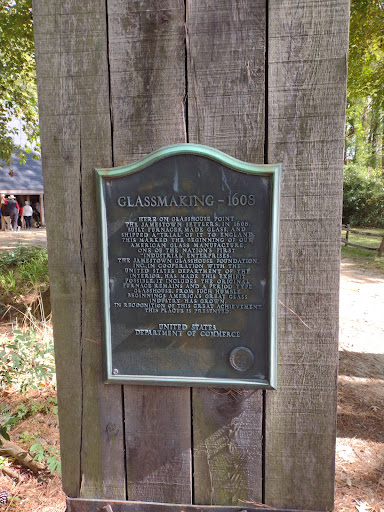 GLASSMAKING - 1608
HERE ON GLASSHOUSE POINT
THE JAMESTOWN SETTLERS, IN 1608,
BUILT FURNACES, MADE GLASS, AND
SHIPPED A "TRIAL" OF IT TO ENGLAND.
THIS MARKED THE BEGINNING OF OUR
AMERICAN GLASS MANUFACTURE,
ONE OF THE NATION'S FIRST
INDUSTRIAL ENTERPRISES.
THE JAMESTOWN GLASSHOUSE FOUNDATION,
INC., IN COOPERATION WITH THE
UNITED STATES DEPARTMENT OF THE
INTERIOR, HAS MADE THIS EXHIBIT
POSSIBLE. IT INCLUDES THE ORIGINAL
FURNACE REMAINS AND A PERIOD TYPE
GLASSHOUSE. FROM SUCH HUMBLE
BEGINNINGS AMERICA'S GREAT GLASS
INDUSTRY HAS GROWN.
IN RECOGNITION OF THIS GREAT ACHIEVEMENT
THIS PLAQUE IS PRESENTED.
UNITED STATES
DEPARTMENT OF COMMERCE